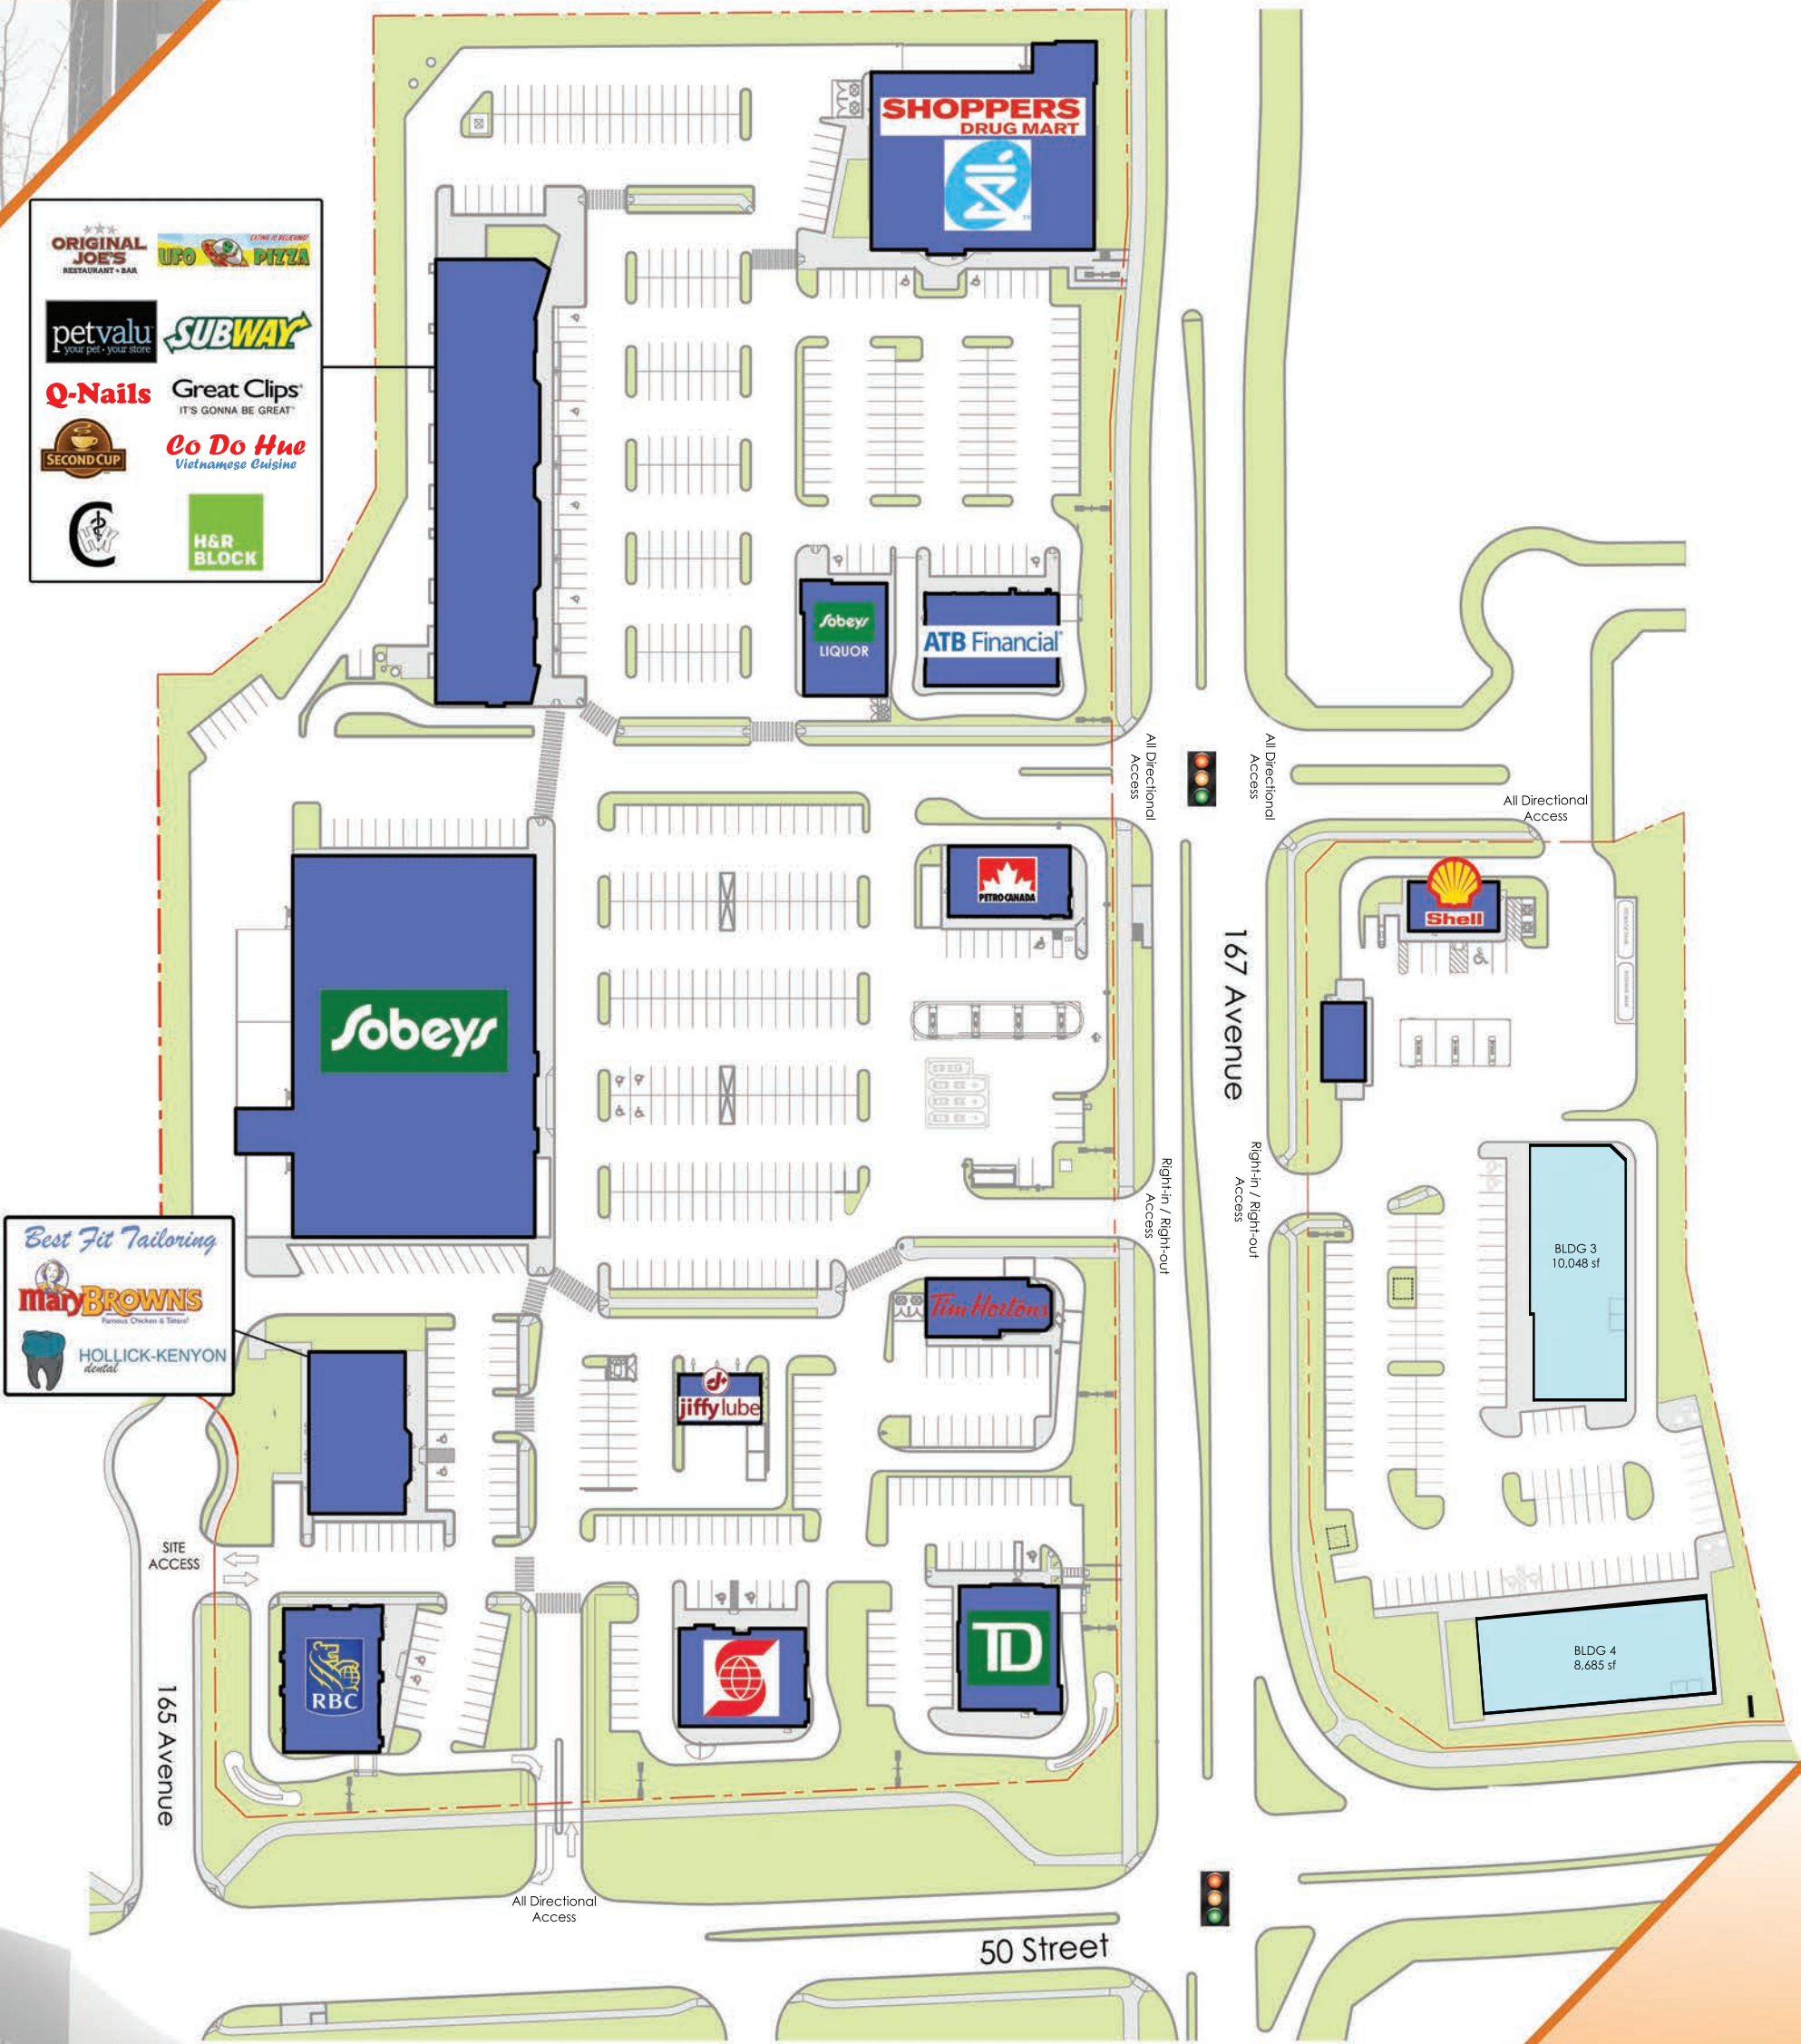 SHOPPERS
DRUG MART
ORIGINAL
JOE'S
RESTAURANT • BAR
EATING IS BELIEVING!
UFO PIZZA
petvalu
your pet • your store
SUBWAY
Q-Nails
Great Clips
IT'S GONNA BE GREAT
SECOND CUP
Co Do Hue
Vietnamese Cuisine
H&R
BLOCK
Sobeys
LIQUOR
ATB Financial
All Directional
Access
All Directional
Access
All Directional
Access
PETRO-CANADA
Shell
167 Avenue
Sobeys
Right-in / Right-out
Access
Right-in / Right-out
Access
BLDG 3
10,048 sf
Best Fit Tailoring
mary BROWNS
Famous Chicken & Taters!
HOLLICK-KENYON
dental
Tim Hortons
jiffy lube
SITE
ACCESS
RBC
TD
BLDG 4
8,685 sf
165 Avenue
All Directional
Access
50 Street